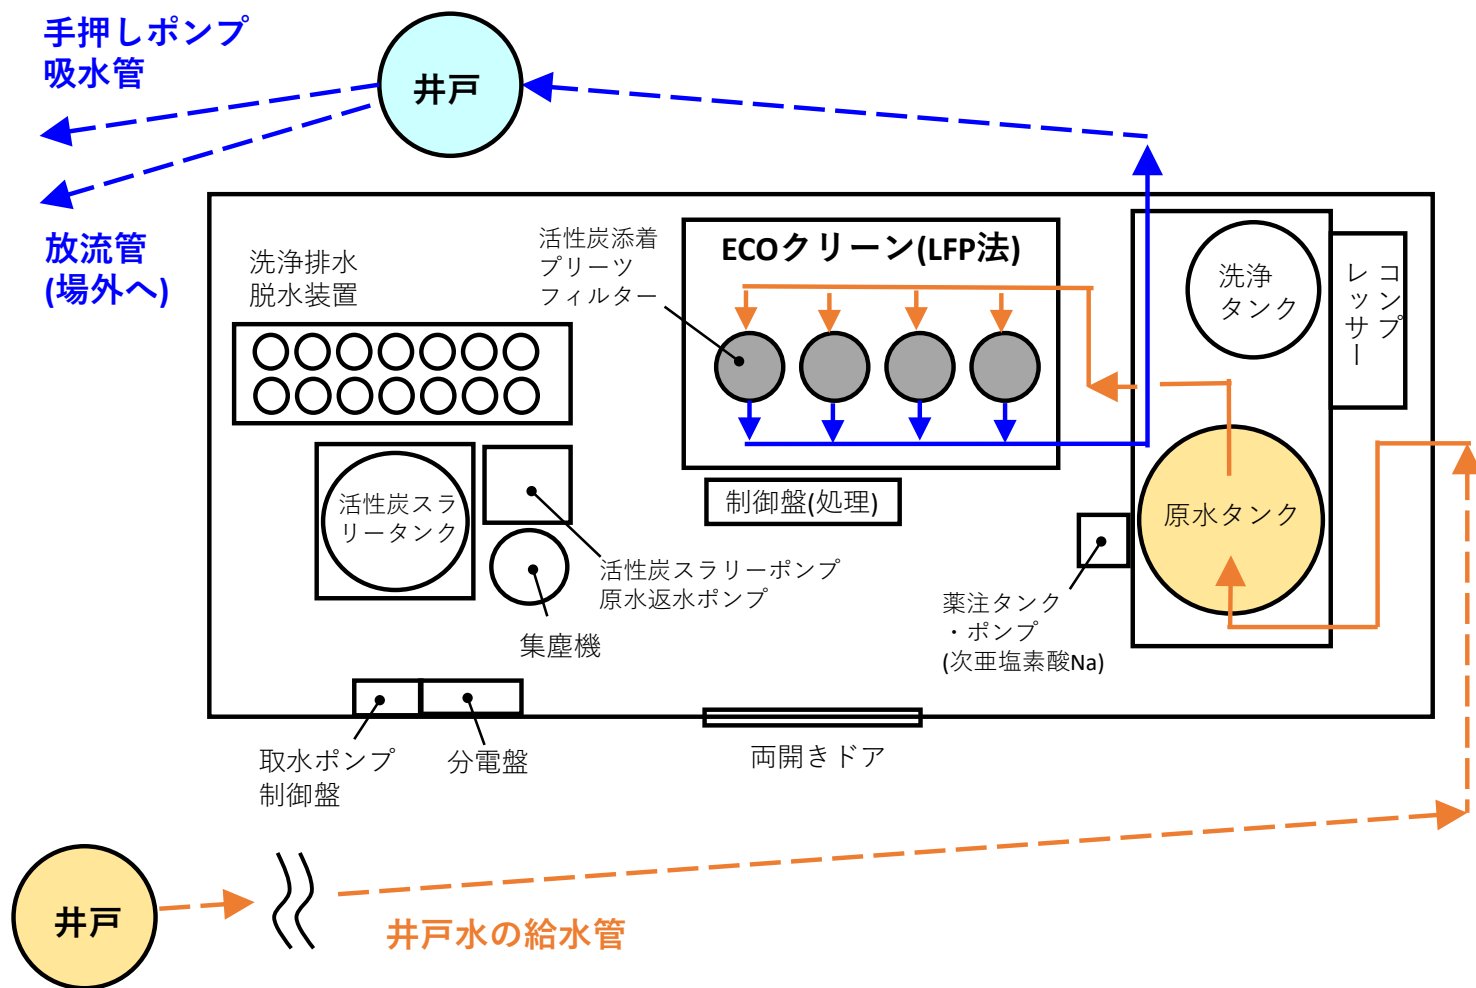 手押しポンプ
吸水管
井戸
放流管
(場外へ)
洗浄排水
脱水装置
活性炭添着
プリーツ
フィルター
ECOクリーン(LFP法)
洗浄
タンク
コンプ
レッサー
活性炭スラ
リータンク
制御盤(処理)
原水タンク
活性炭スラリーポンプ
原水返水ポンプ
集塵機
薬注タンク
・ポンプ
(次亜塩素酸Na)
取水ポンプ
制御盤
分電盤
両開きドア
井戸
井戸水の給水管